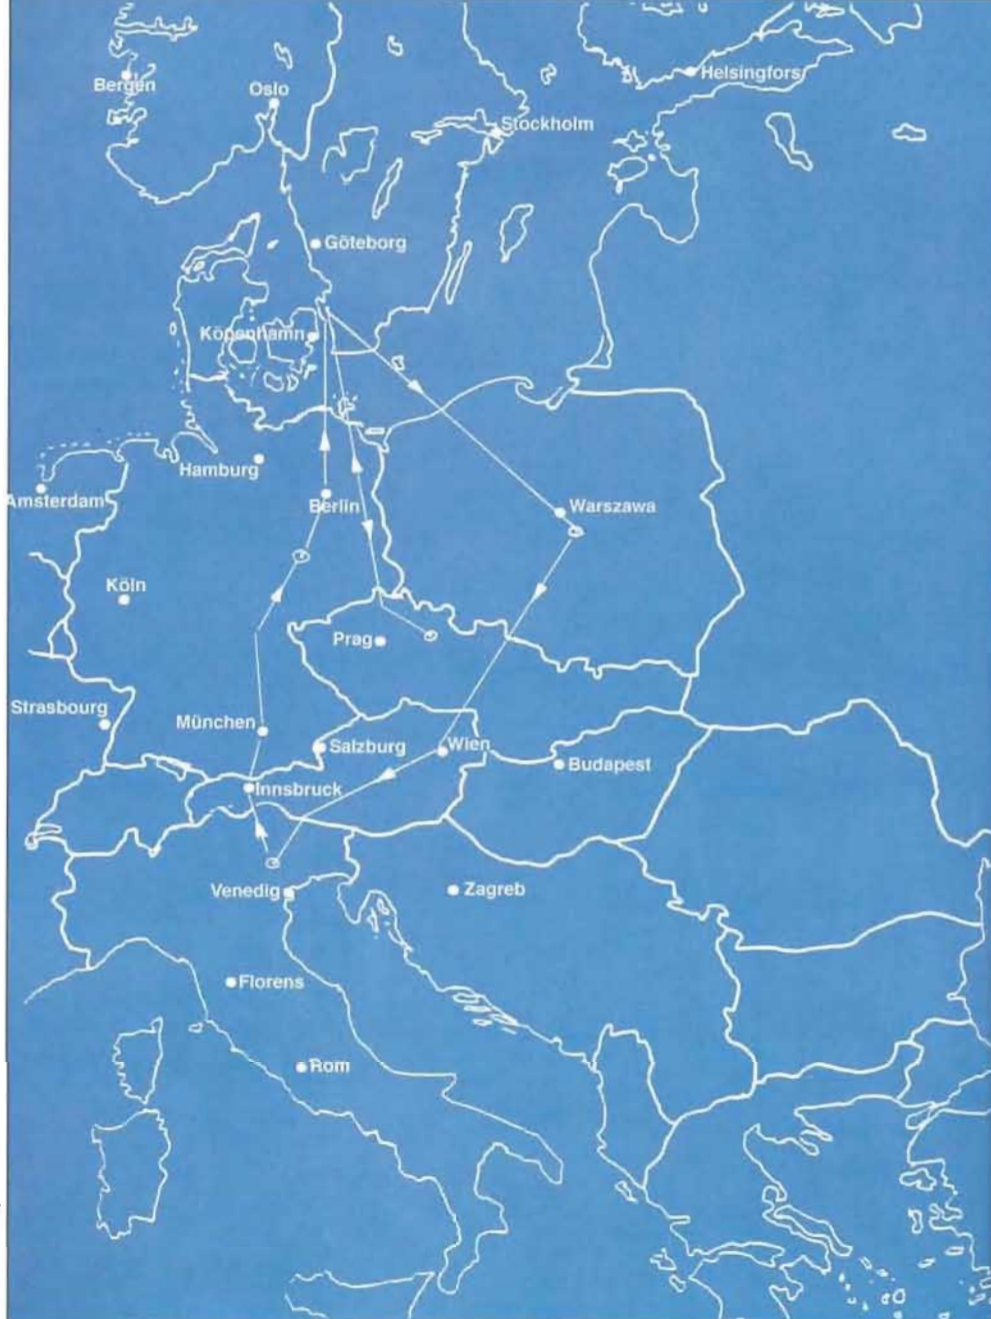 Helsingfors
Bergen
Oslo
Stockholm
Göteborg
Köpenhamn
Hamburg
Amsterdam
Berlin
Warszawa
Köln
Prag
Strasbourg
München
Salzburg
Wien
Budapest
Innsbruck
Venedig
Zagreb
Florens
Rom